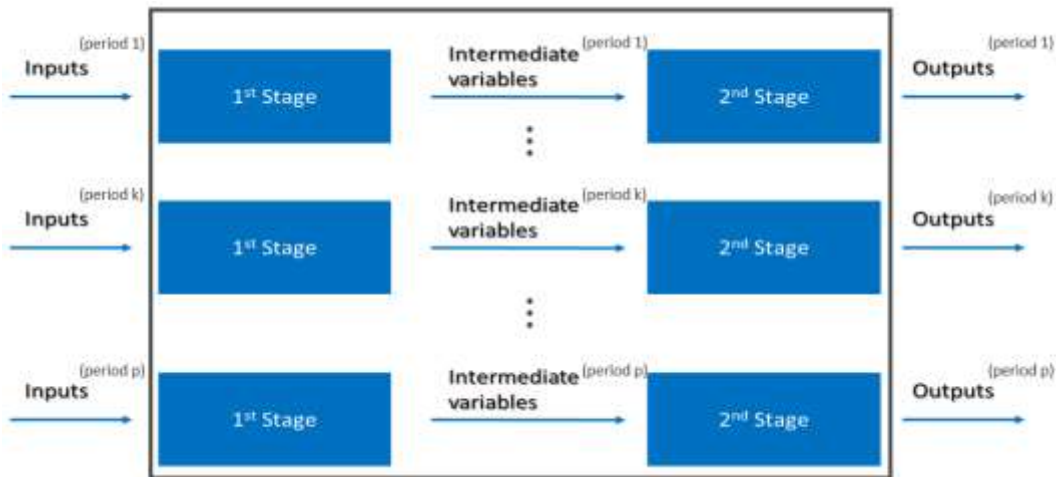 Inputs (period 1)
1st Stage
Intermediate (period 1)
variables
2nd Stage
Outputs (period 1)
Inputs (period k)
1st Stage
Intermediate (period k)
variables
2nd Stage
Outputs (period k)
Inputs (period p)
1st Stage
Intermediate (period p)
variables
2nd Stage
Outputs (period p)